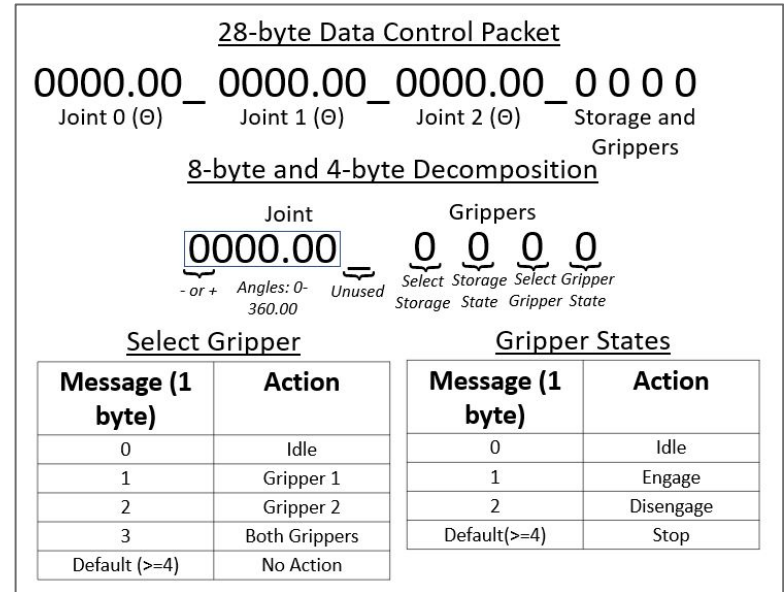 28-byte Data Control Packet
0000.00_ 0000.00_0000.00_0 0 0 0
Joint 0 (Θ) Joint 1 (Θ) Joint 2 (Θ) Storage and
Grippers
8-byte and 4-byte Decomposition
Joint Grippers
0000.00_ 0 0 0 0
- or + Angles: 0- Unused Select Storage Select Gripper
360.00 Storage State Gripper State
Select Gripper
Message (1 Action
byte)
0 Idle
1 Gripper 1
2 Gripper 2
3 Both Grippers
Default (>=4) No Action
Gripper States
Message (1 Action
byte)
0 Idle
1 Engage
2 Disengage
Default(>=4) Stop